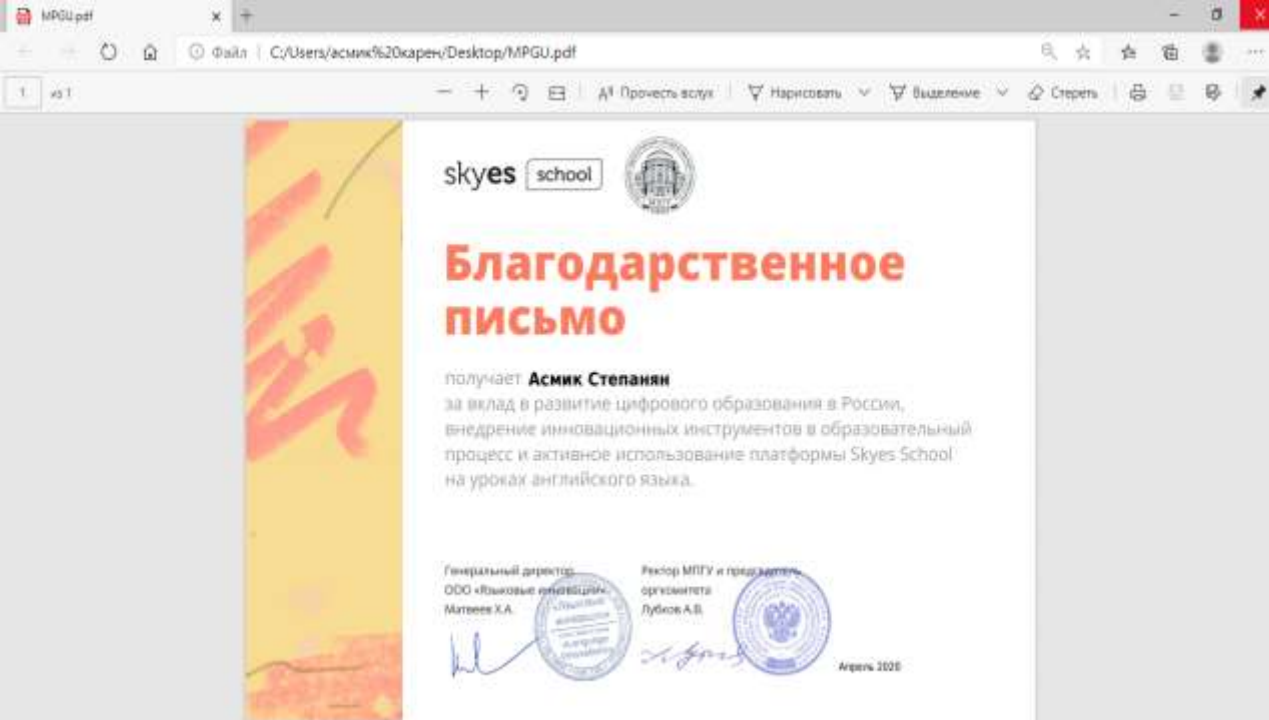 MPGU.pdf
Файл C:/Users/асмик%20карен/Desktop/MPGU.pdf
1 из 1 Прочесть вслух Нарисовать Выделение Стереть
skyes school
Благодарственное
письмо
получает Асмик Степанян
за вклад в развитие цифрового образования в России,
внедрение инновационных инструментов в образовательный
процесс и активное использование платформы Skyes School
на уроках английского языка.
Генеральный директор
ООО «Языковые инновации»
Матвеев Х.А.
Ректор МПГУ и председатель
оргкомитета
Лубков А.В.
Апрель 2020